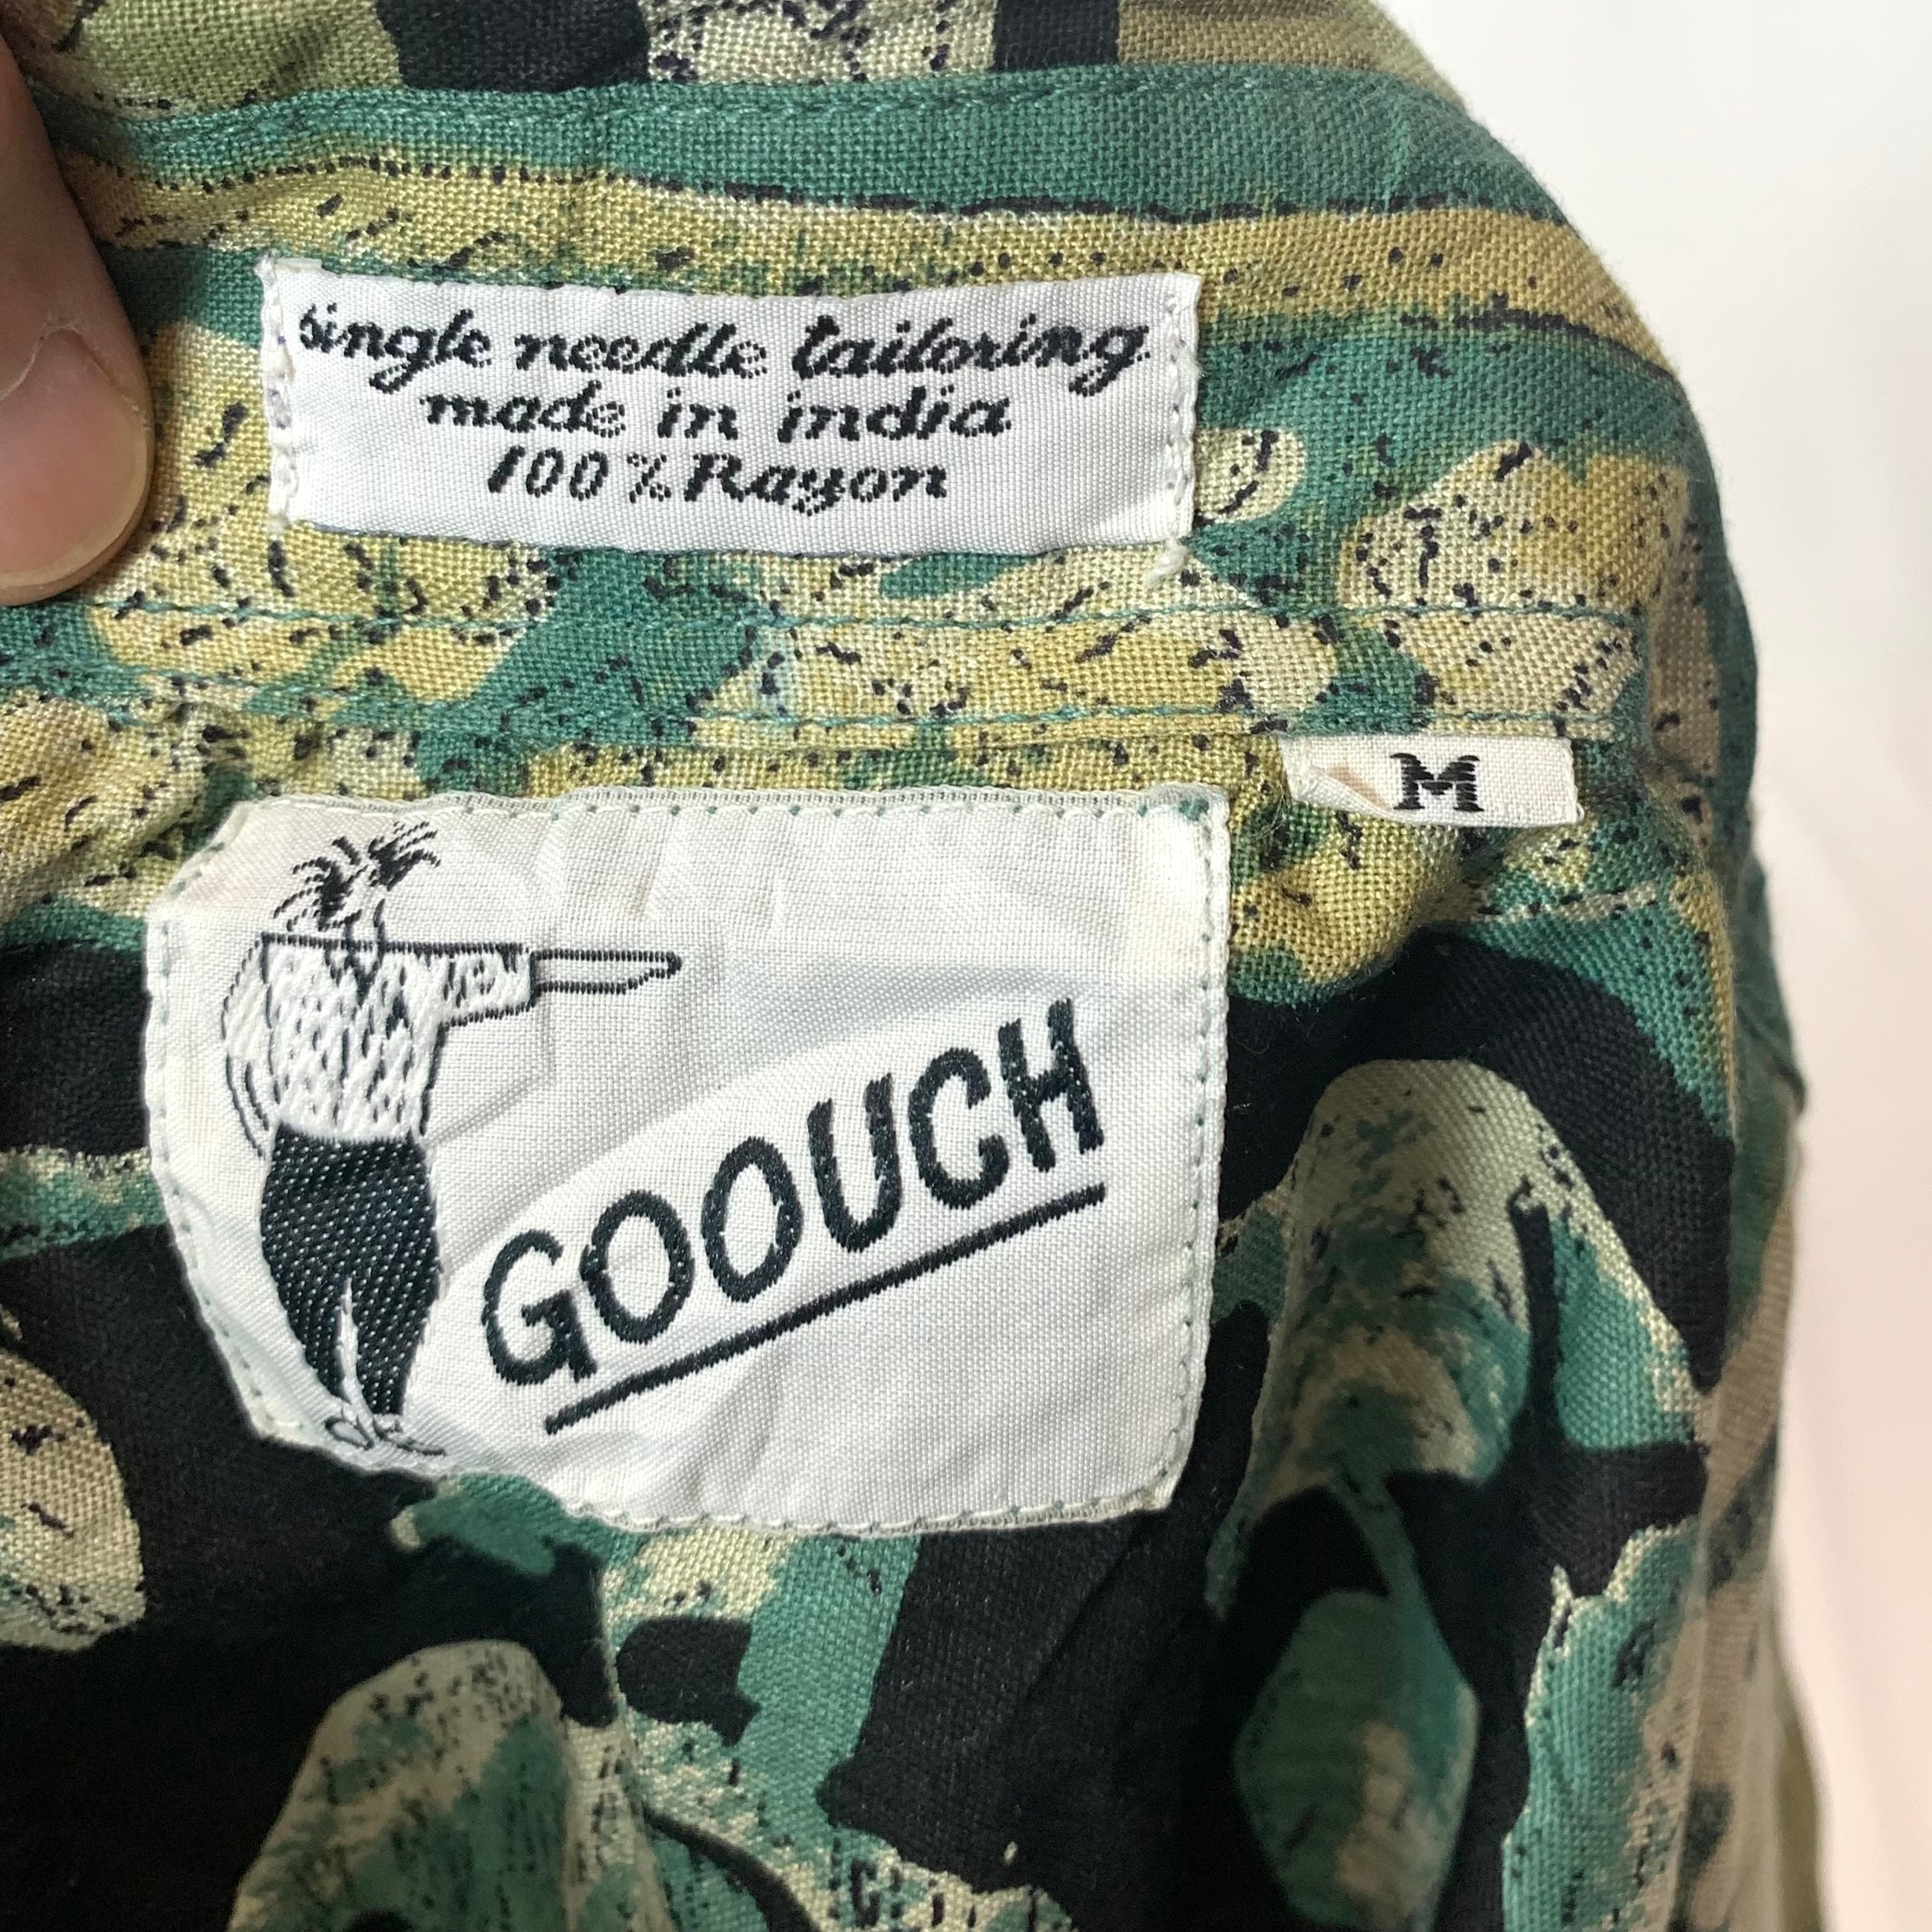 single needle tailoring
made in india
100% Rayon
M
GOOUCH